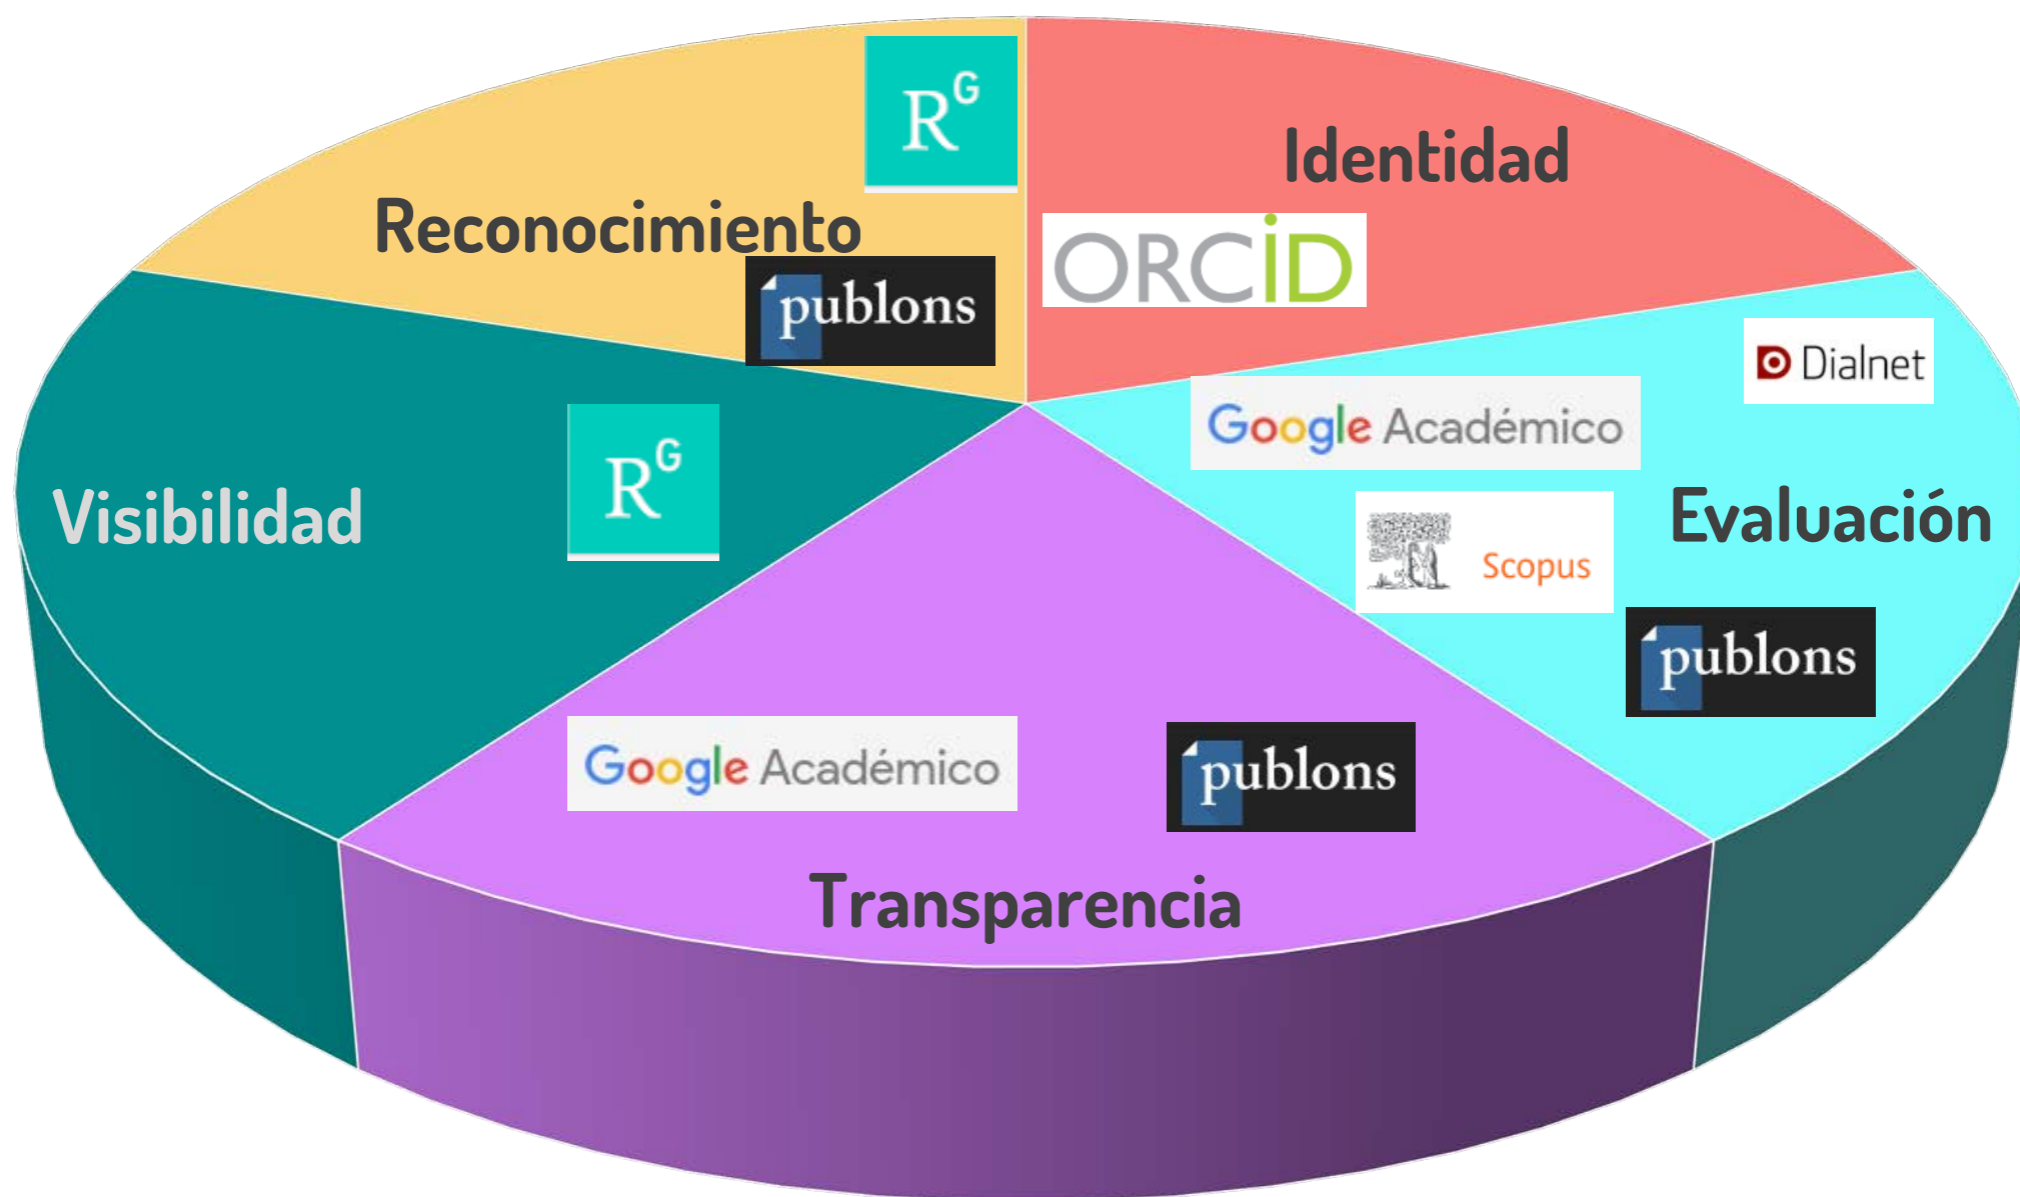 RG
Identidad
Reconocimiento
ORCiD
publons
Dialnet
Google Académico
Visibilidad
RG
Evaluación
Scopus
publons
Google Académico
publons
Transparencia